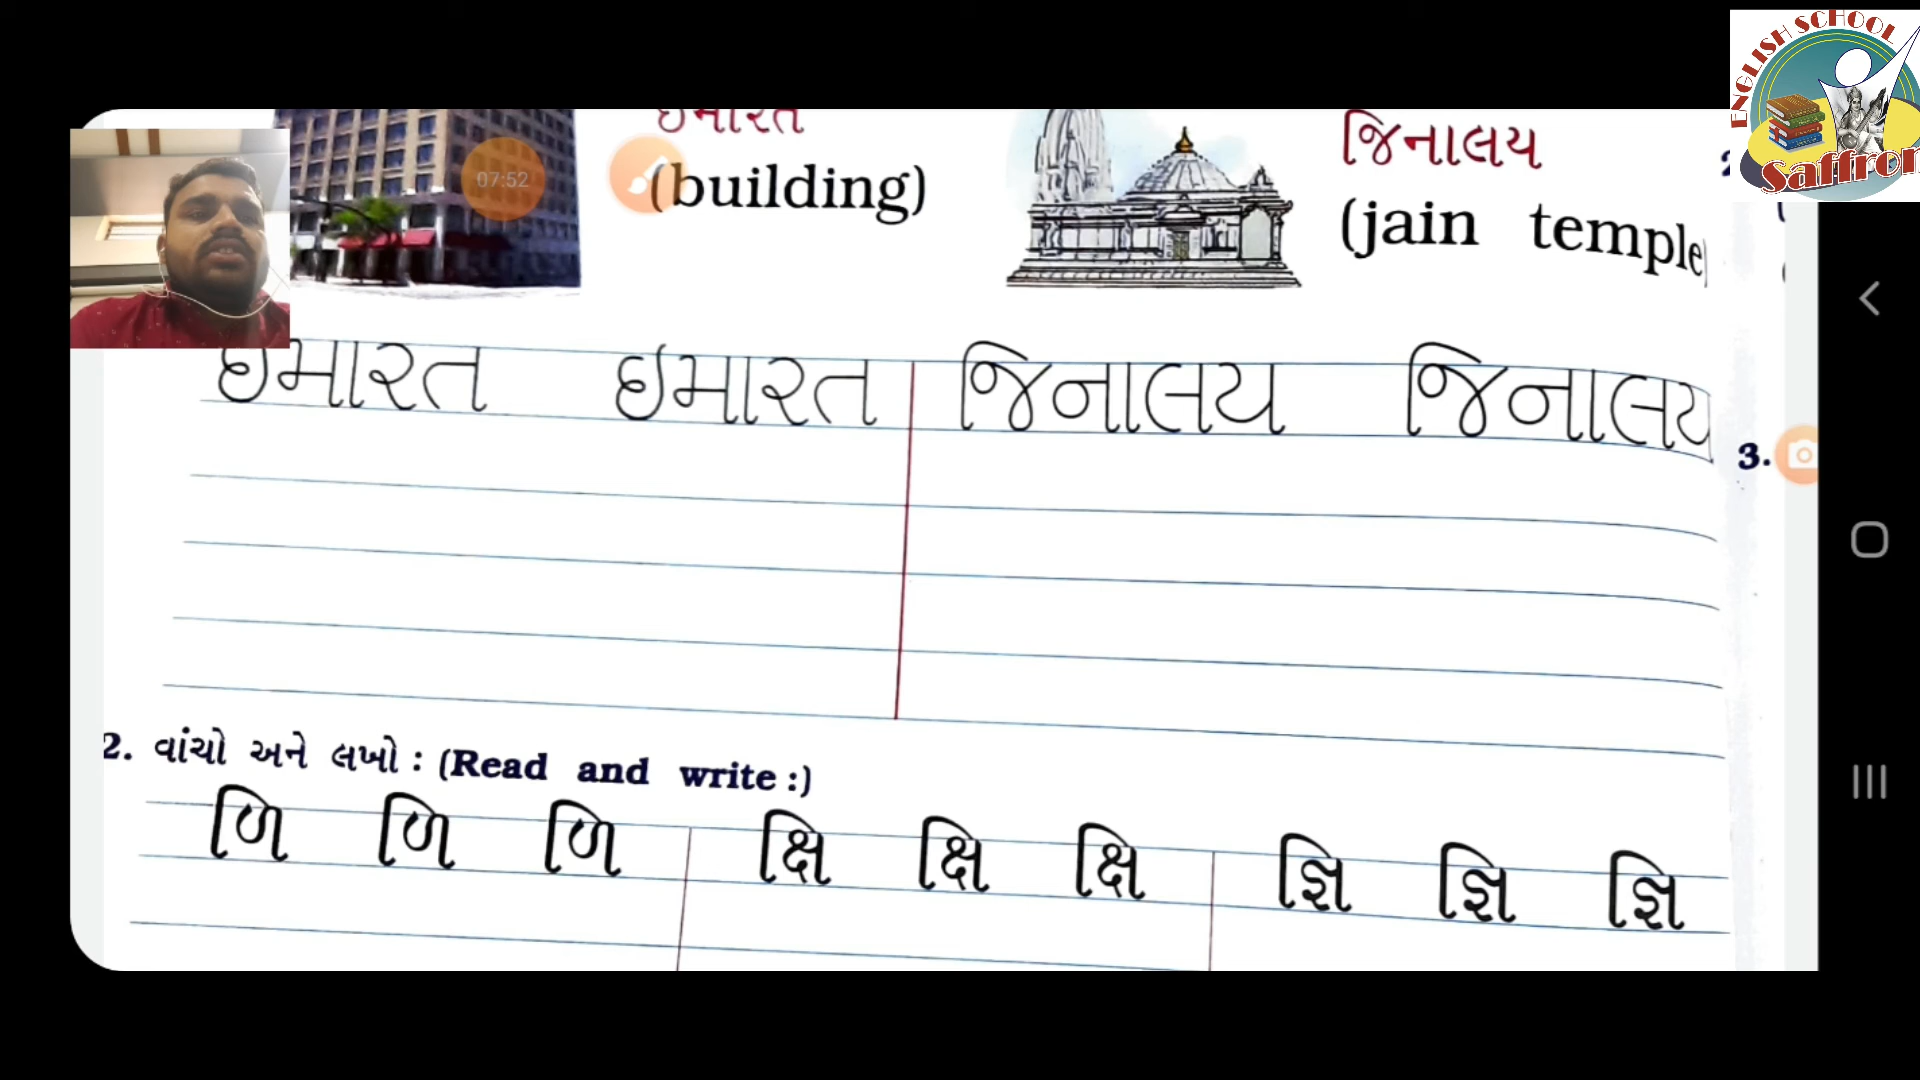 ENGLISH SCHOOL
Saffron
07:52
ઇમારત
(building)
જિનાલય
(jain temple)
ઇમારત ઇમારત જિનાલય જિનાલય
3.
2. વાંચો અને લખો : (Read and write :)
ળિ ળિ ળિ ક્ષિ ક્ષિ ક્ષિ જ્ઞિ જ્ઞિ જ્ઞિ